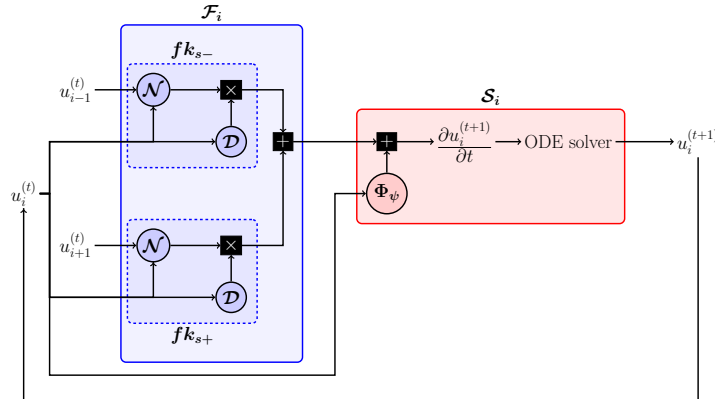 𝓕_i
fk_{s−}
u_{i−1}^{(t)}
𝓝
×
𝓓
𝓢_i
+
+
∂u_i^{(t+1)}/∂t
ODE solver
u_i^{(t+1)}
u_i^{(t)}
Φ_ψ
u_{i+1}^{(t)}
𝓝
×
𝓓
fk_{s+}